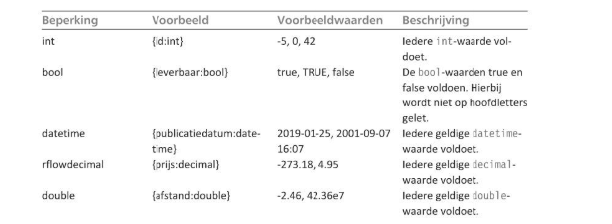 Beperking Voorbeeld Voorbeeldwaarden Beschrijving
int {id:int} -5, 0, 42 Iedere int-waarde vol-
doet.
bool {leverbaar:bool} true, TRUE, false De bool-waarden true en
false voldoen. Hierbij
wordt niet op hoofdletters
gelet.
datetime {publicatiedatum:date- 2019-01-25, 2001-09-07 Iedere geldige datetime-
time} 16:07 waarde voldoet.
rflowdecimal {prijs:decimal} -273.18, 4.95 Iedere geldige decimal-
waarde voldoet.
double {afstand:double} -2.46, 42.36e7 Iedere geldige double-
waarde voldoet.